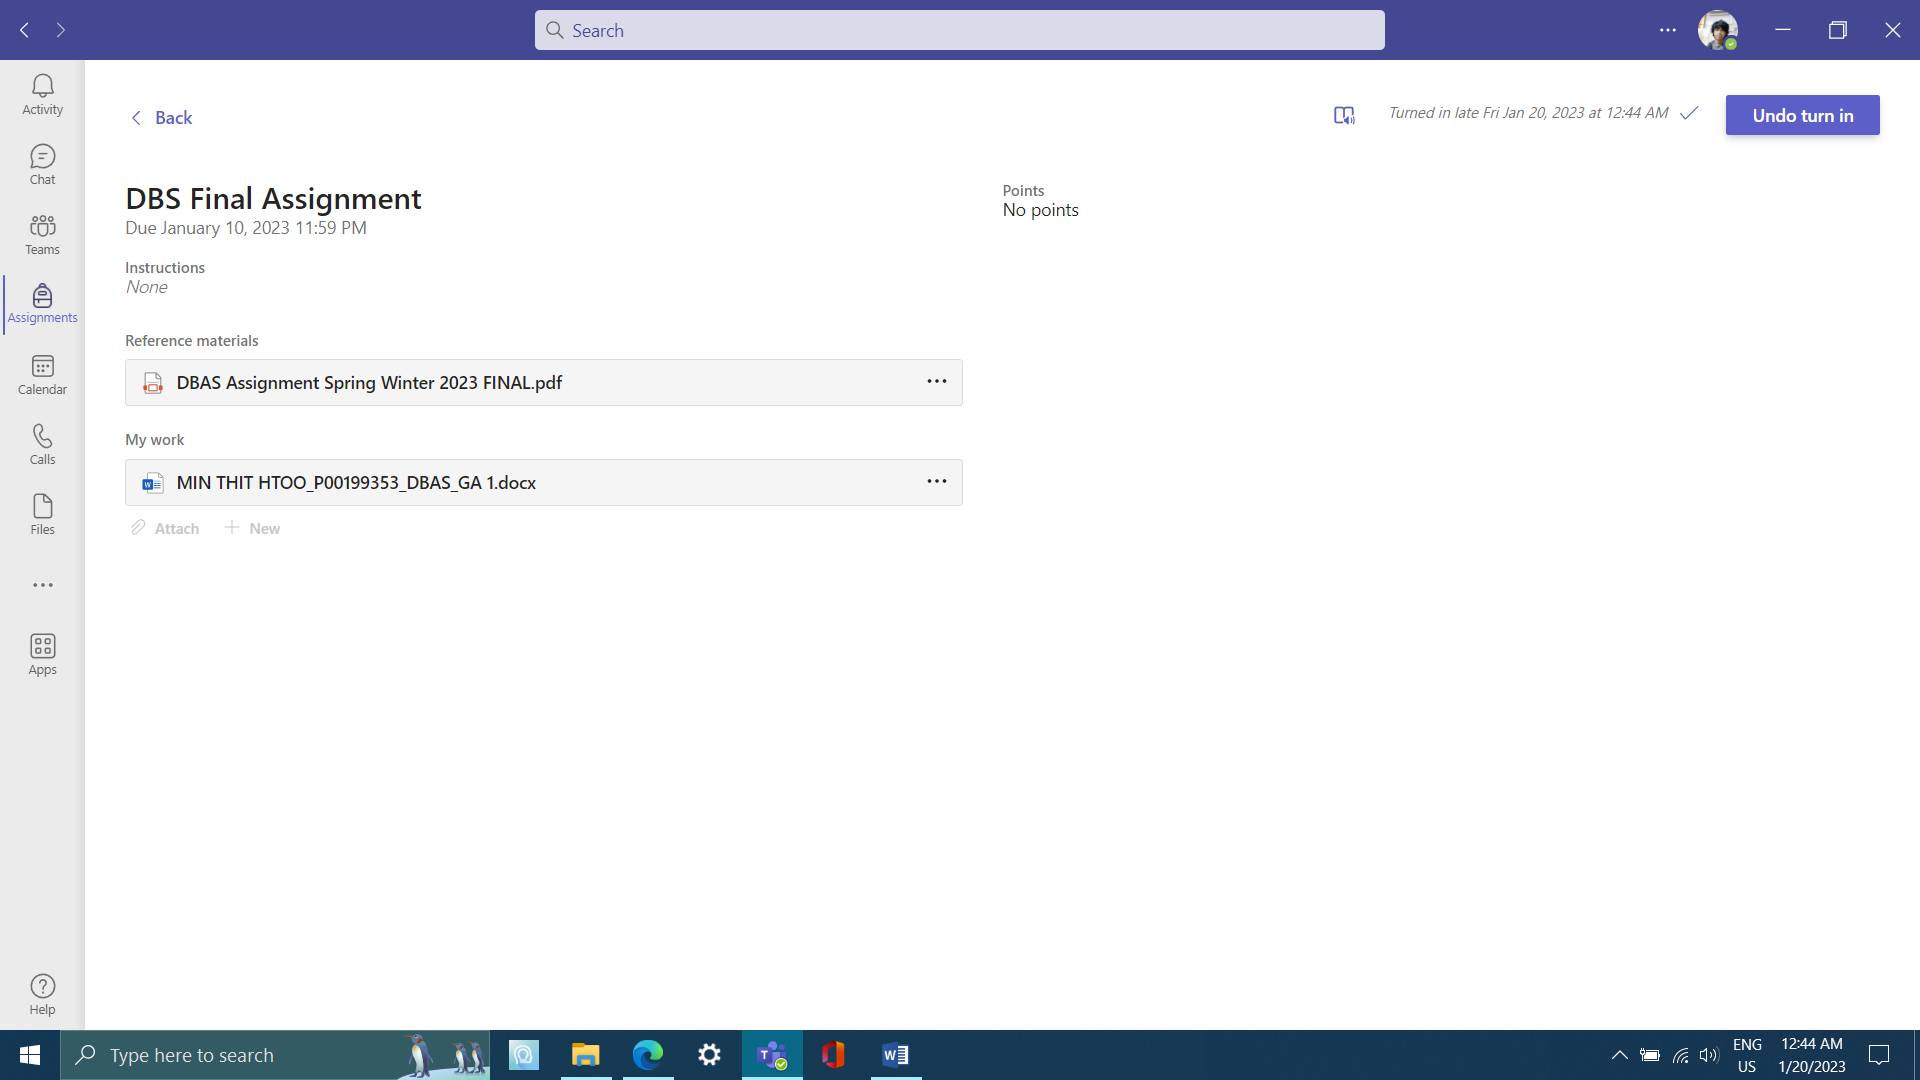 Search
Activity
Chat
Teams
Assignments
Calendar
Calls
Files
Apps
Help
Back
Turned in late Fri Jan 20, 2023 at 12:44 AM
Undo turn in
DBS Final Assignment
Due January 10, 2023 11:59 PM
Points
No points
Instructions
None
Reference materials
DBAS Assignment Spring Winter 2023 FINAL.pdf
My work
MIN THIT HTOO_P00199353_DBAS_GA 1.docx
Attach
New
Type here to search
ENG
US
12:44 AM
1/20/2023